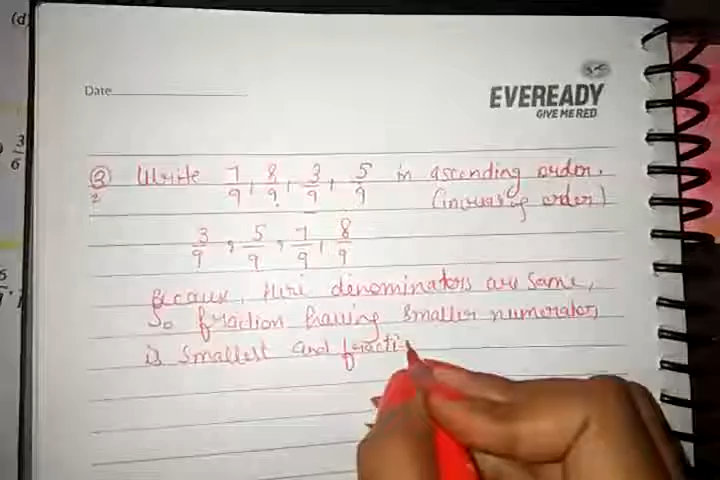 (d)
Date
EVEREADY
GIVE ME RED
Q2 Write 7/9, 8/9, 3/9, 5/9 in ascending order.
(increasing order)
3/9, 5/9, 7/9, 8/9
Because, here denominators are same,
So fraction having smaller numerator,
is smallest and fracti
3/6